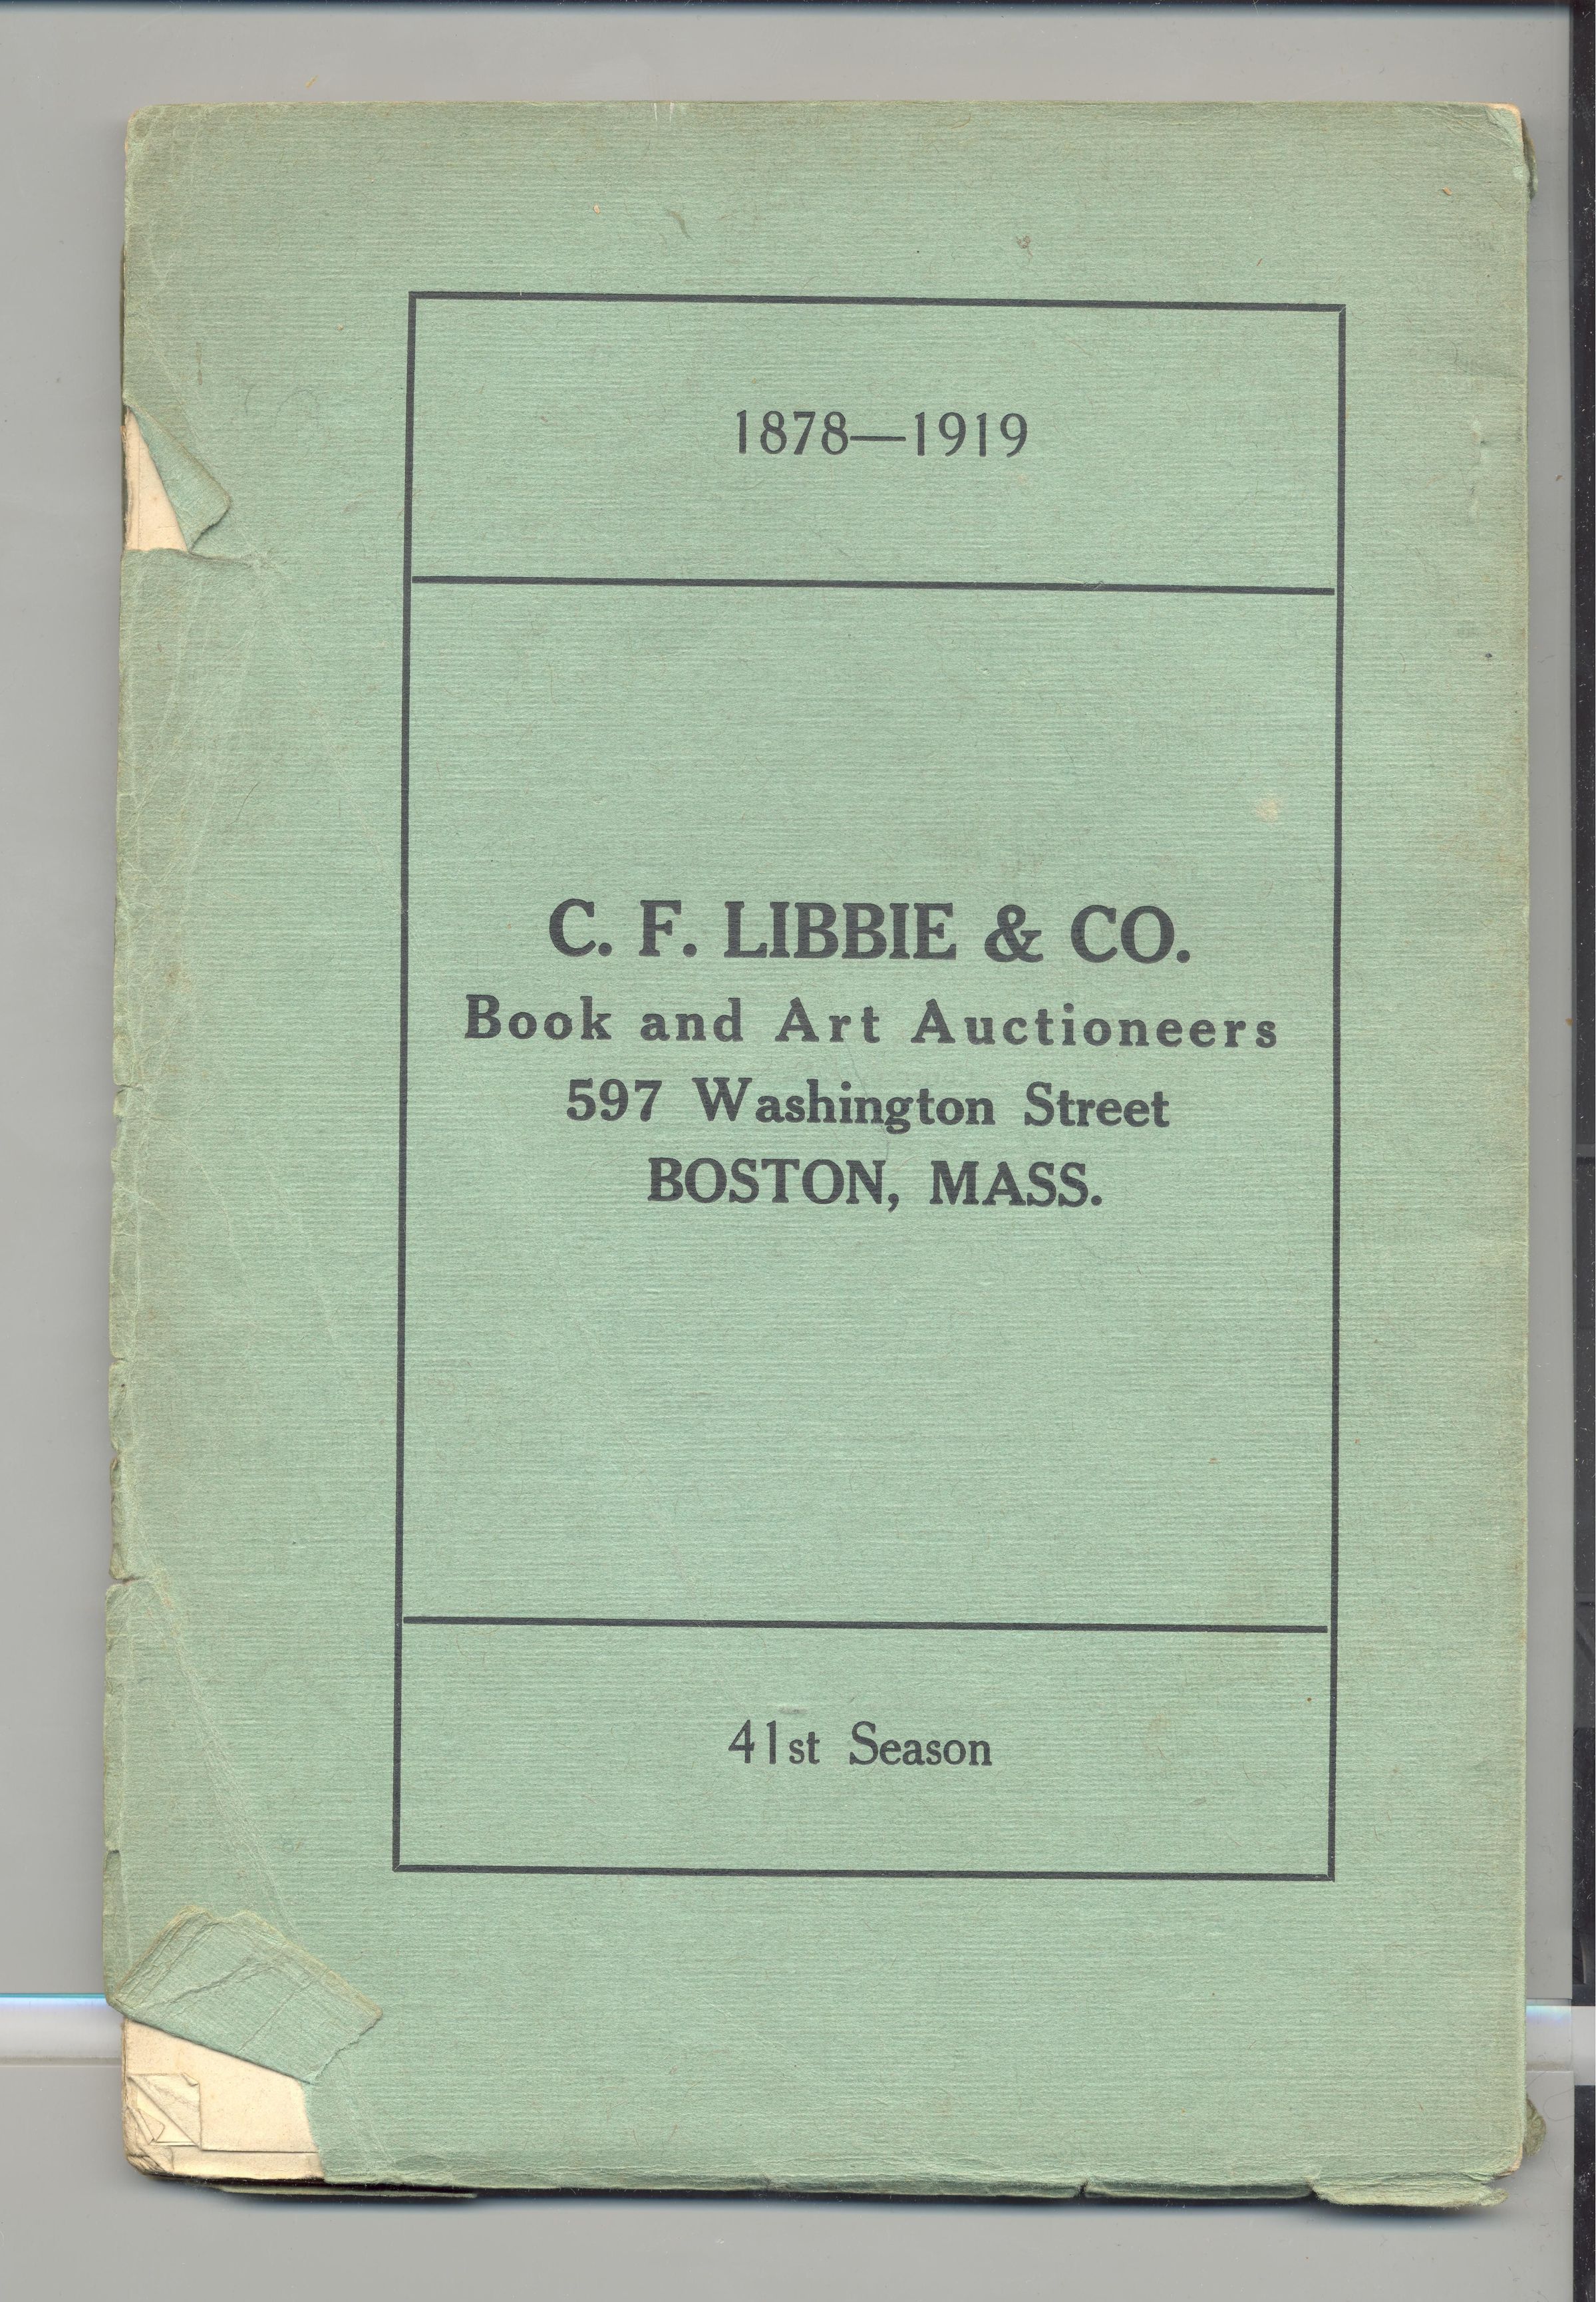 1878—1919
C. F. LIBBIE & CO.
Book and Art Auctioneers
597 Washington Street
BOSTON, MASS.
41st Season